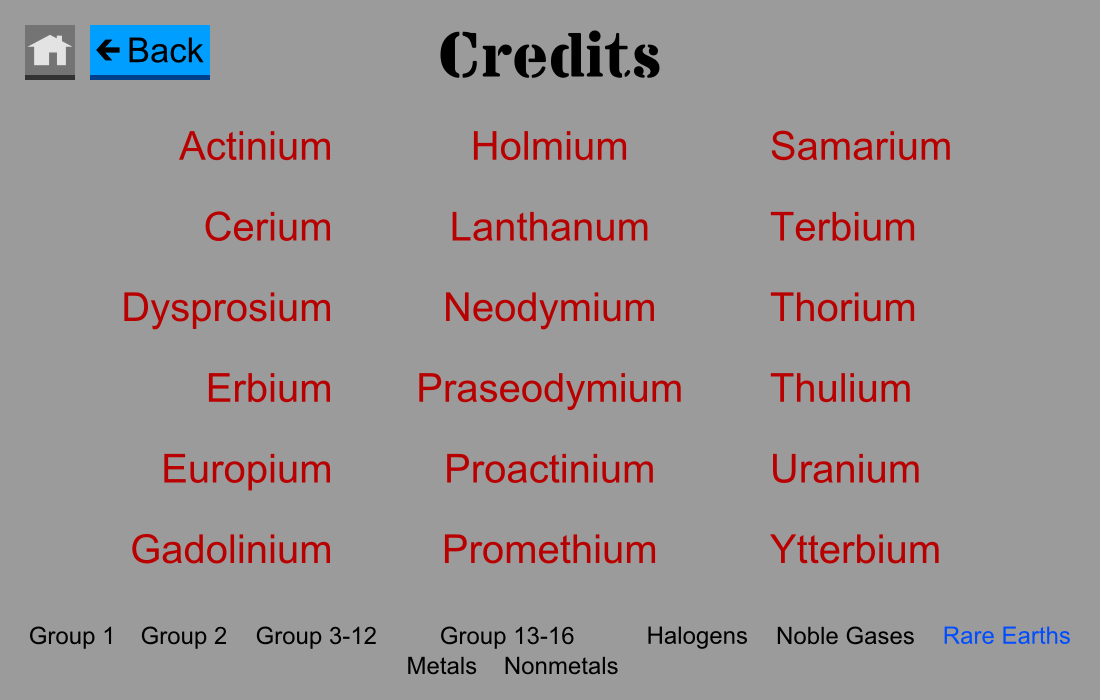 Back
Credits
Actinium Holmium Samarium
Cerium Lanthanum Terbium
Dysprosium Neodymium Thorium
Erbium Praseodymium Thulium
Europium Proactinium Uranium
Gadolinium Promethium Ytterbium
Group 1 Group 2 Group 3-12 Group 13-16 Halogens Noble Gases Rare Earths
Metals Nonmetals